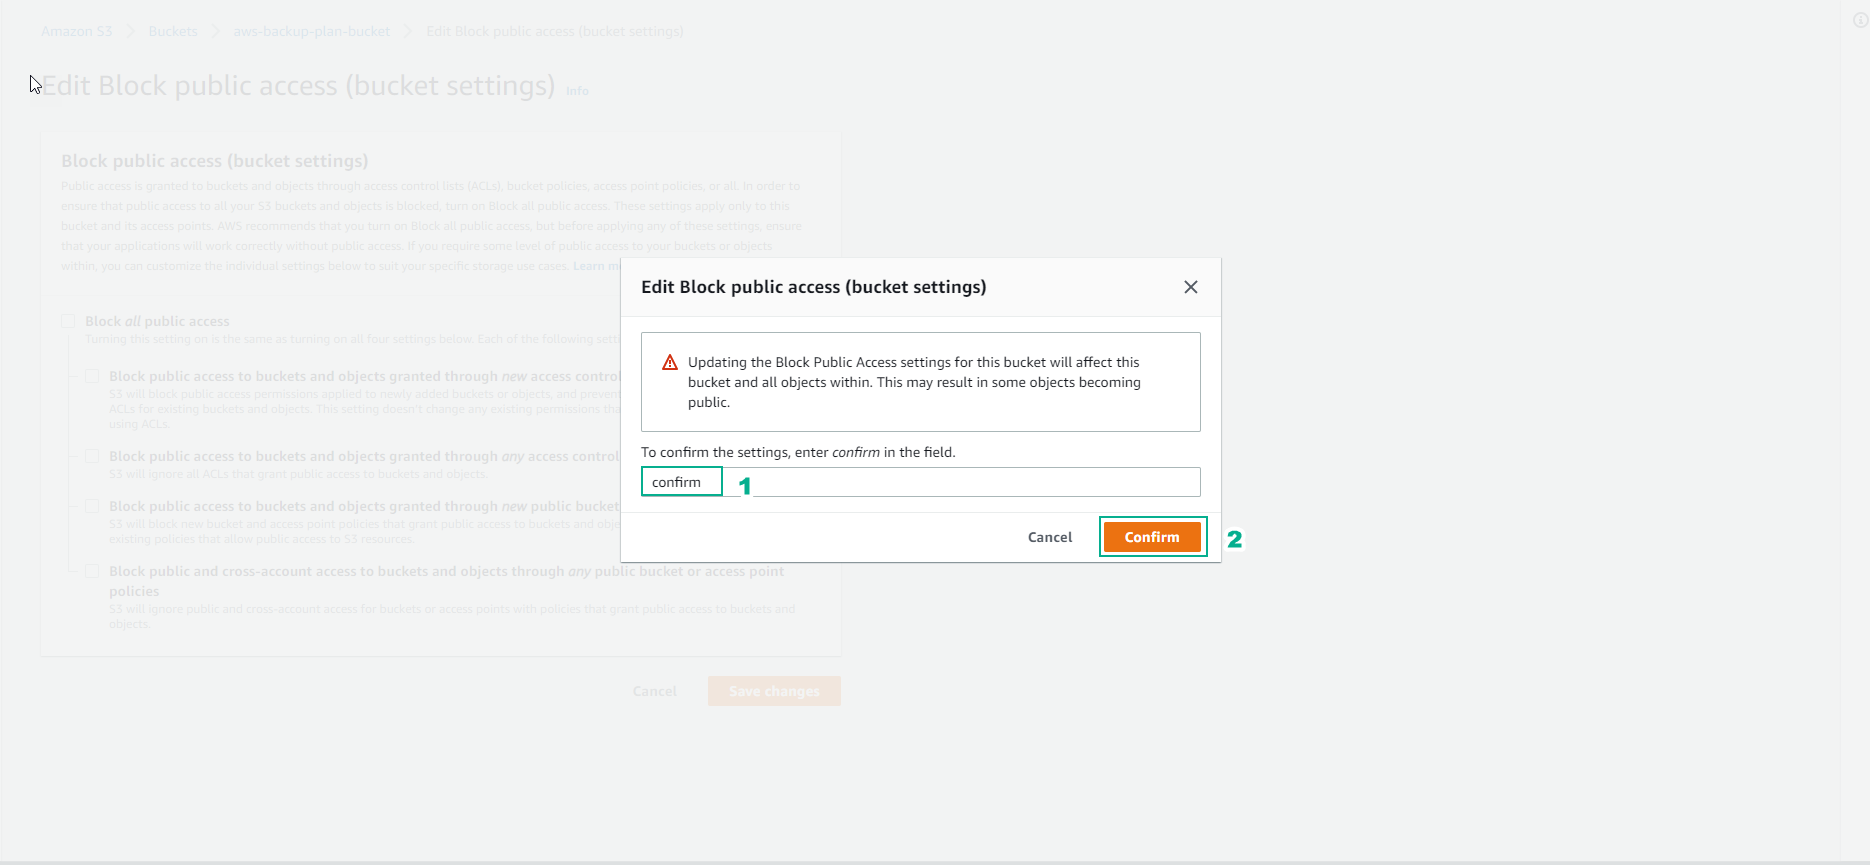 Amazon S3 > Buckets > aws-backup-plan-bucket > Edit Block public access (bucket settings)
Edit Block public access (bucket settings) Info
Block public access (bucket settings)
Public access is granted to buckets and objects through access control lists (ACLs), bucket policies, access point policies, or all. In order to
ensure that public access to all your S3 buckets and objects is blocked, turn on Block all public access. These settings apply only to this
bucket and its access points. AWS recommends that you turn on Block all public access, but before applying any of these settings, ensure
that your applications will work correctly without public access. If you require some level of public access to your buckets or objects
within, you can customize the individual settings below to suit your specific storage use cases. Learn
Block all public access
Turning this setting on is the same as turning on all four settings below. Each of the following
Block public access to buckets and objects granted through new access control
S3 will block public access permissions applied to newly added buckets or objects, and prevent
ACLs for existing buckets and objects. This setting doesn't change any existing permissions
using ACLs.
Block public access to buckets and objects granted through any access control
S3 will ignore all ACLs that grant public access to buckets and objects.
Block public access to buckets and objects granted through new public bucket
S3 will block new bucket and access point policies that grant public access to buckets and
existing policies that allow public access to S3 resources.
Block public and cross-account access to buckets and objects through any public bucket or access point
policies
S3 will ignore public and cross-account access for buckets or access points with policies that grant public access to buckets and
objects.
Cancel Save changes
Edit Block public access (bucket settings)
Updating the Block Public Access settings for this bucket will affect this
bucket and all objects within. This may result in some objects becoming
public.
To confirm the settings, enter confirm in the field.
confirm 1
Cancel Confirm 2